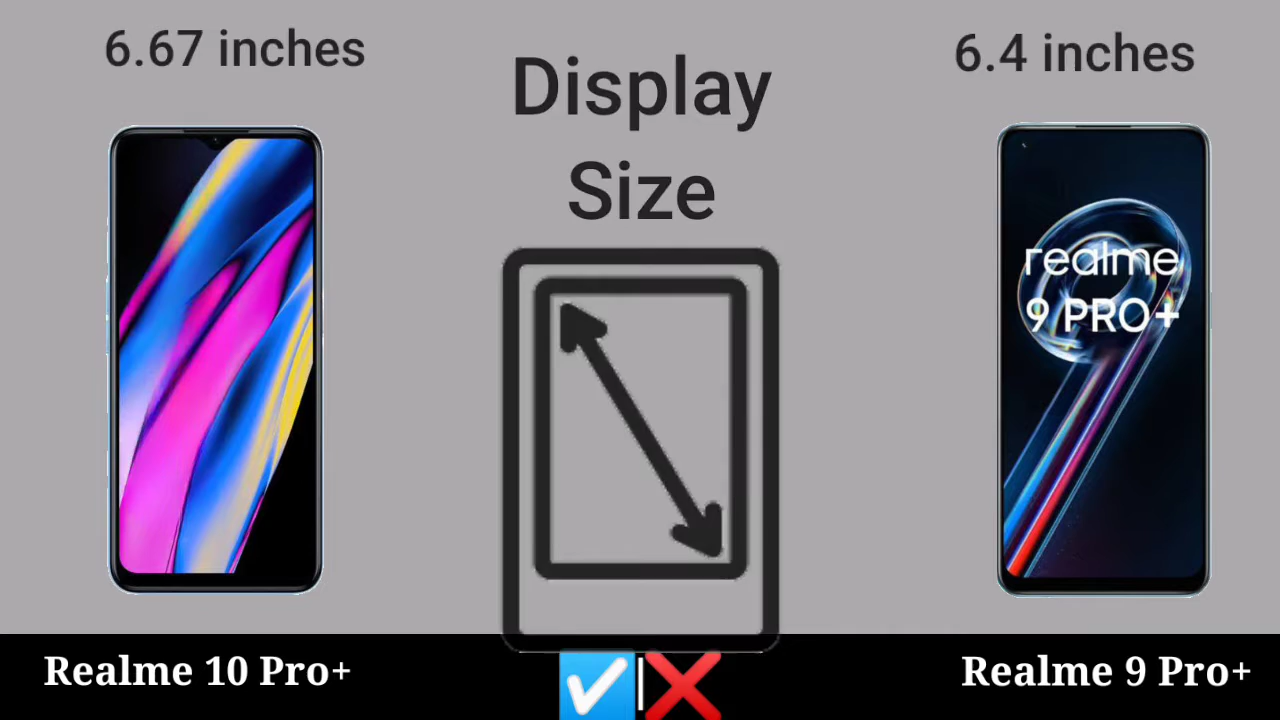 6.67 inches
Display
Size
6.4 inches
realme
9 PRO+
Realme 10 Pro+
Realme 9 Pro+